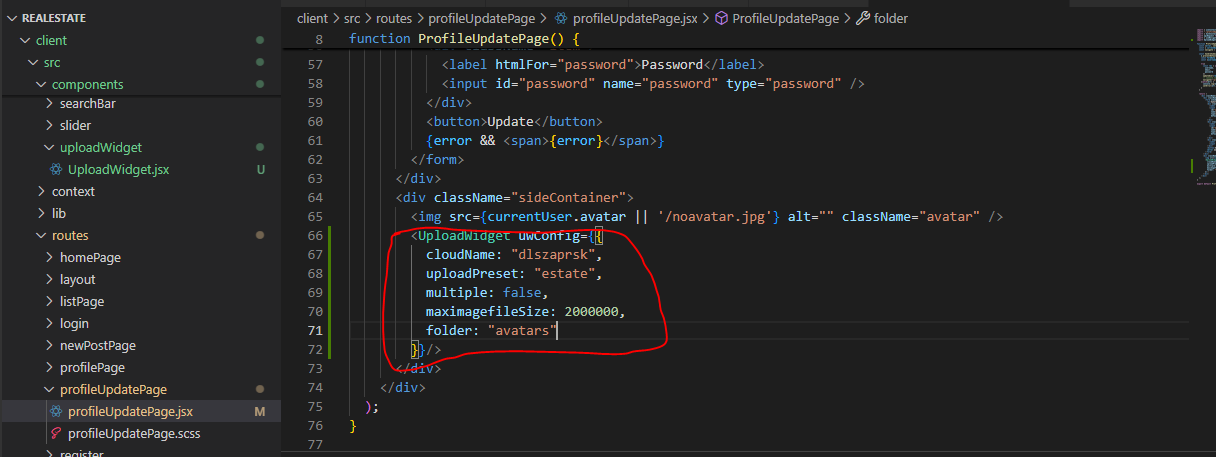 REALESTATE
client
src
components
searchBar
slider
uploadWidget
UploadWidget.jsx U
context
lib
routes
homePage
layout
listPage
login
newPostPage
profilePage
profileUpdatePage
profileUpdatePage.jsx M
profileUpdatePage.scss
register
client > src > routes > profileUpdatePage > profileUpdatePage.jsx > ProfileUpdatePage > folder
8 function ProfileUpdatePage() {
57 <label htmlFor="password">Password</label>
58 <input id="password" name="password" type="password" />
59 </div>
60 <button>Update</button>
61 {error && <span>{error}</span>}
62 </form>
63 </div>
64 <div className="sideContainer">
65 <img src={currentUser.avatar || '/noavatar.jpg'} alt="" className="avatar" />
66 <UploadWidget uwConfig={{
67 cloudName: "dlszaprsk",
68 uploadPreset: "estate",
69 multiple: false,
70 maximagefileSize: 2000000,
71 folder: "avatars"
72 }}/>
73 </div>
74 </div>
75 );
76 }
77